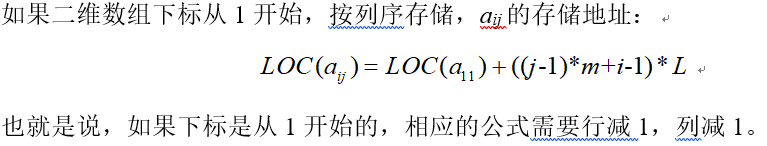 如果二维数组下标从 1 开始，按列序存储，aij 的存储地址：
LOC(aij) = LOC(a11) + ((j-1)*m+i-1) * L
也就是说，如果下标是从 1 开始的，相应的公式需要行减 1，列减 1。